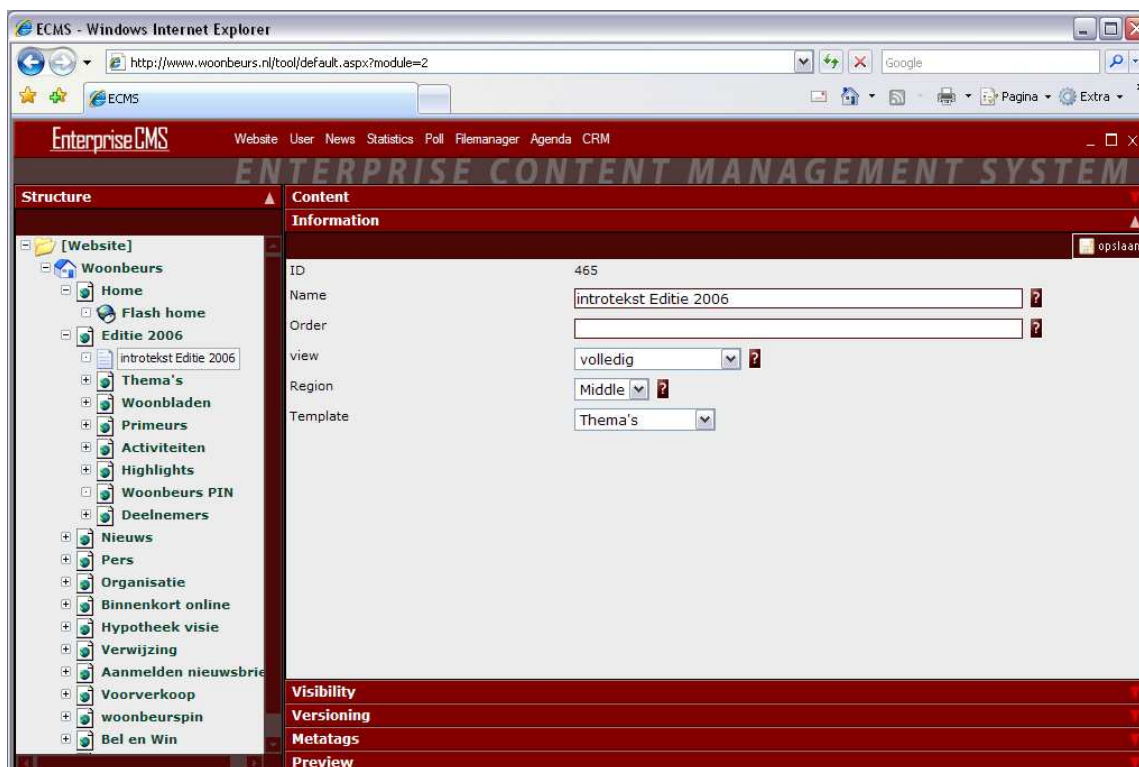 ECMS - Windows Internet Explorer
http://www.woonbeurs.nl/tool/default.aspx?module=2
Google
ECMS
Pagina
Extra
EnterpriseCMS
Website User News Statistics Poll Filemanager Agenda CRM
ENTERPRISE CONTENT MANAGEMENT SYSTEM
Structure
Content
Information
opslaan
[Website]
Woonbeurs
Home
Flash home
Editie 2006
introtekst Editie 2006
Thema's
Woonbladen
Primeurs
Activiteiten
Highlights
Woonbeurs PIN
Deelnemers
Nieuws
Pers
Organisatie
Binnenkort online
Hypotheek visie
Verwijzing
Aanmelden nieuwsbrie
Voorverkoop
woonbeurspin
Bel en Win
ID 465
Name introtekst Editie 2006 ?
Order ?
view volledig ?
Region Middle ?
Template Thema's
Visibility
Versioning
Metatags
Preview